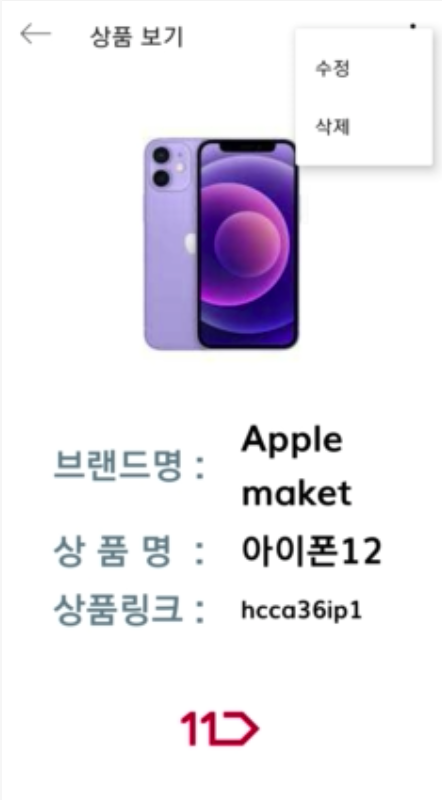 상품 보기
수정
삭제
브랜드명 : Apple
maket
상 품 명 : 아이폰12
상품링크 : hcca36ip1
11